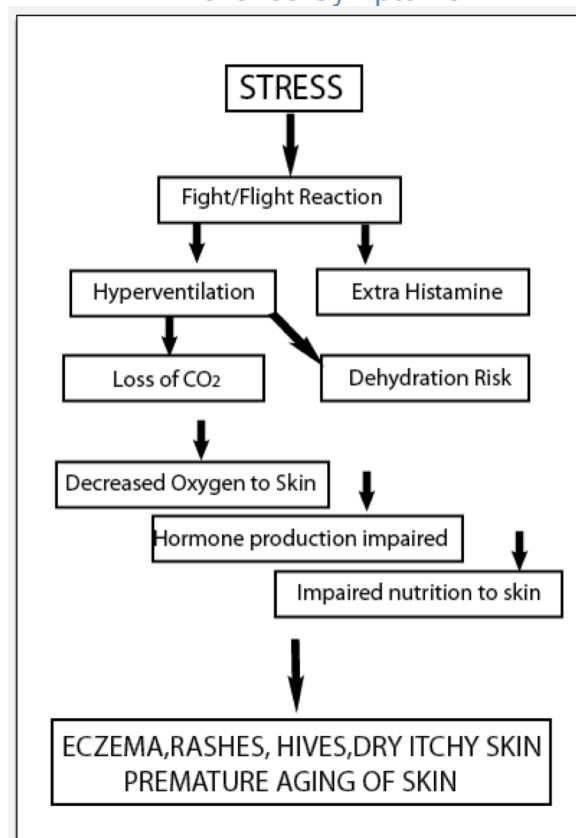 STRESS
Fight/Flight Reaction
Hyperventilation
Extra Histamine
Loss of CO2
Dehydration Risk
Decreased Oxygen to Skin
Hormone production impaired
Impaired nutrition to skin
ECZEMA,RASHES, HIVES,DRY ITCHY SKIN
PREMATURE AGING OF SKIN